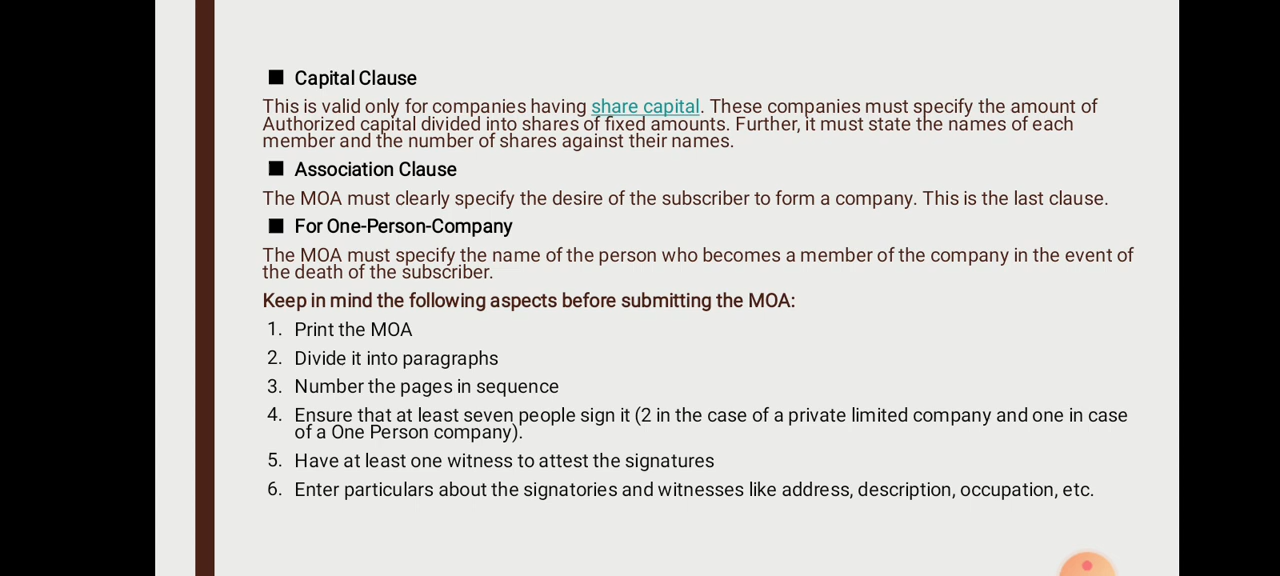 Capital Clause
This is valid only for companies having share capital. These companies must specify the amount of
Authorized capital divided into shares of fixed amounts. Further, it must state the names of each
member and the number of shares against their names.
Association Clause
The MOA must clearly specify the desire of the subscriber to form a company. This is the last clause.
For One-Person-Company
The MOA must specify the name of the person who becomes a member of the company in the event of
the death of the subscriber.
Keep in mind the following aspects before submitting the MOA:
1. Print the MOA
2. Divide it into paragraphs
3. Number the pages in sequence
4. Ensure that at least seven people sign it (2 in the case of a private limited company and one in case
of a One Person company).
5. Have at least one witness to attest the signatures
6. Enter particulars about the signatories and witnesses like address, description, occupation, etc.